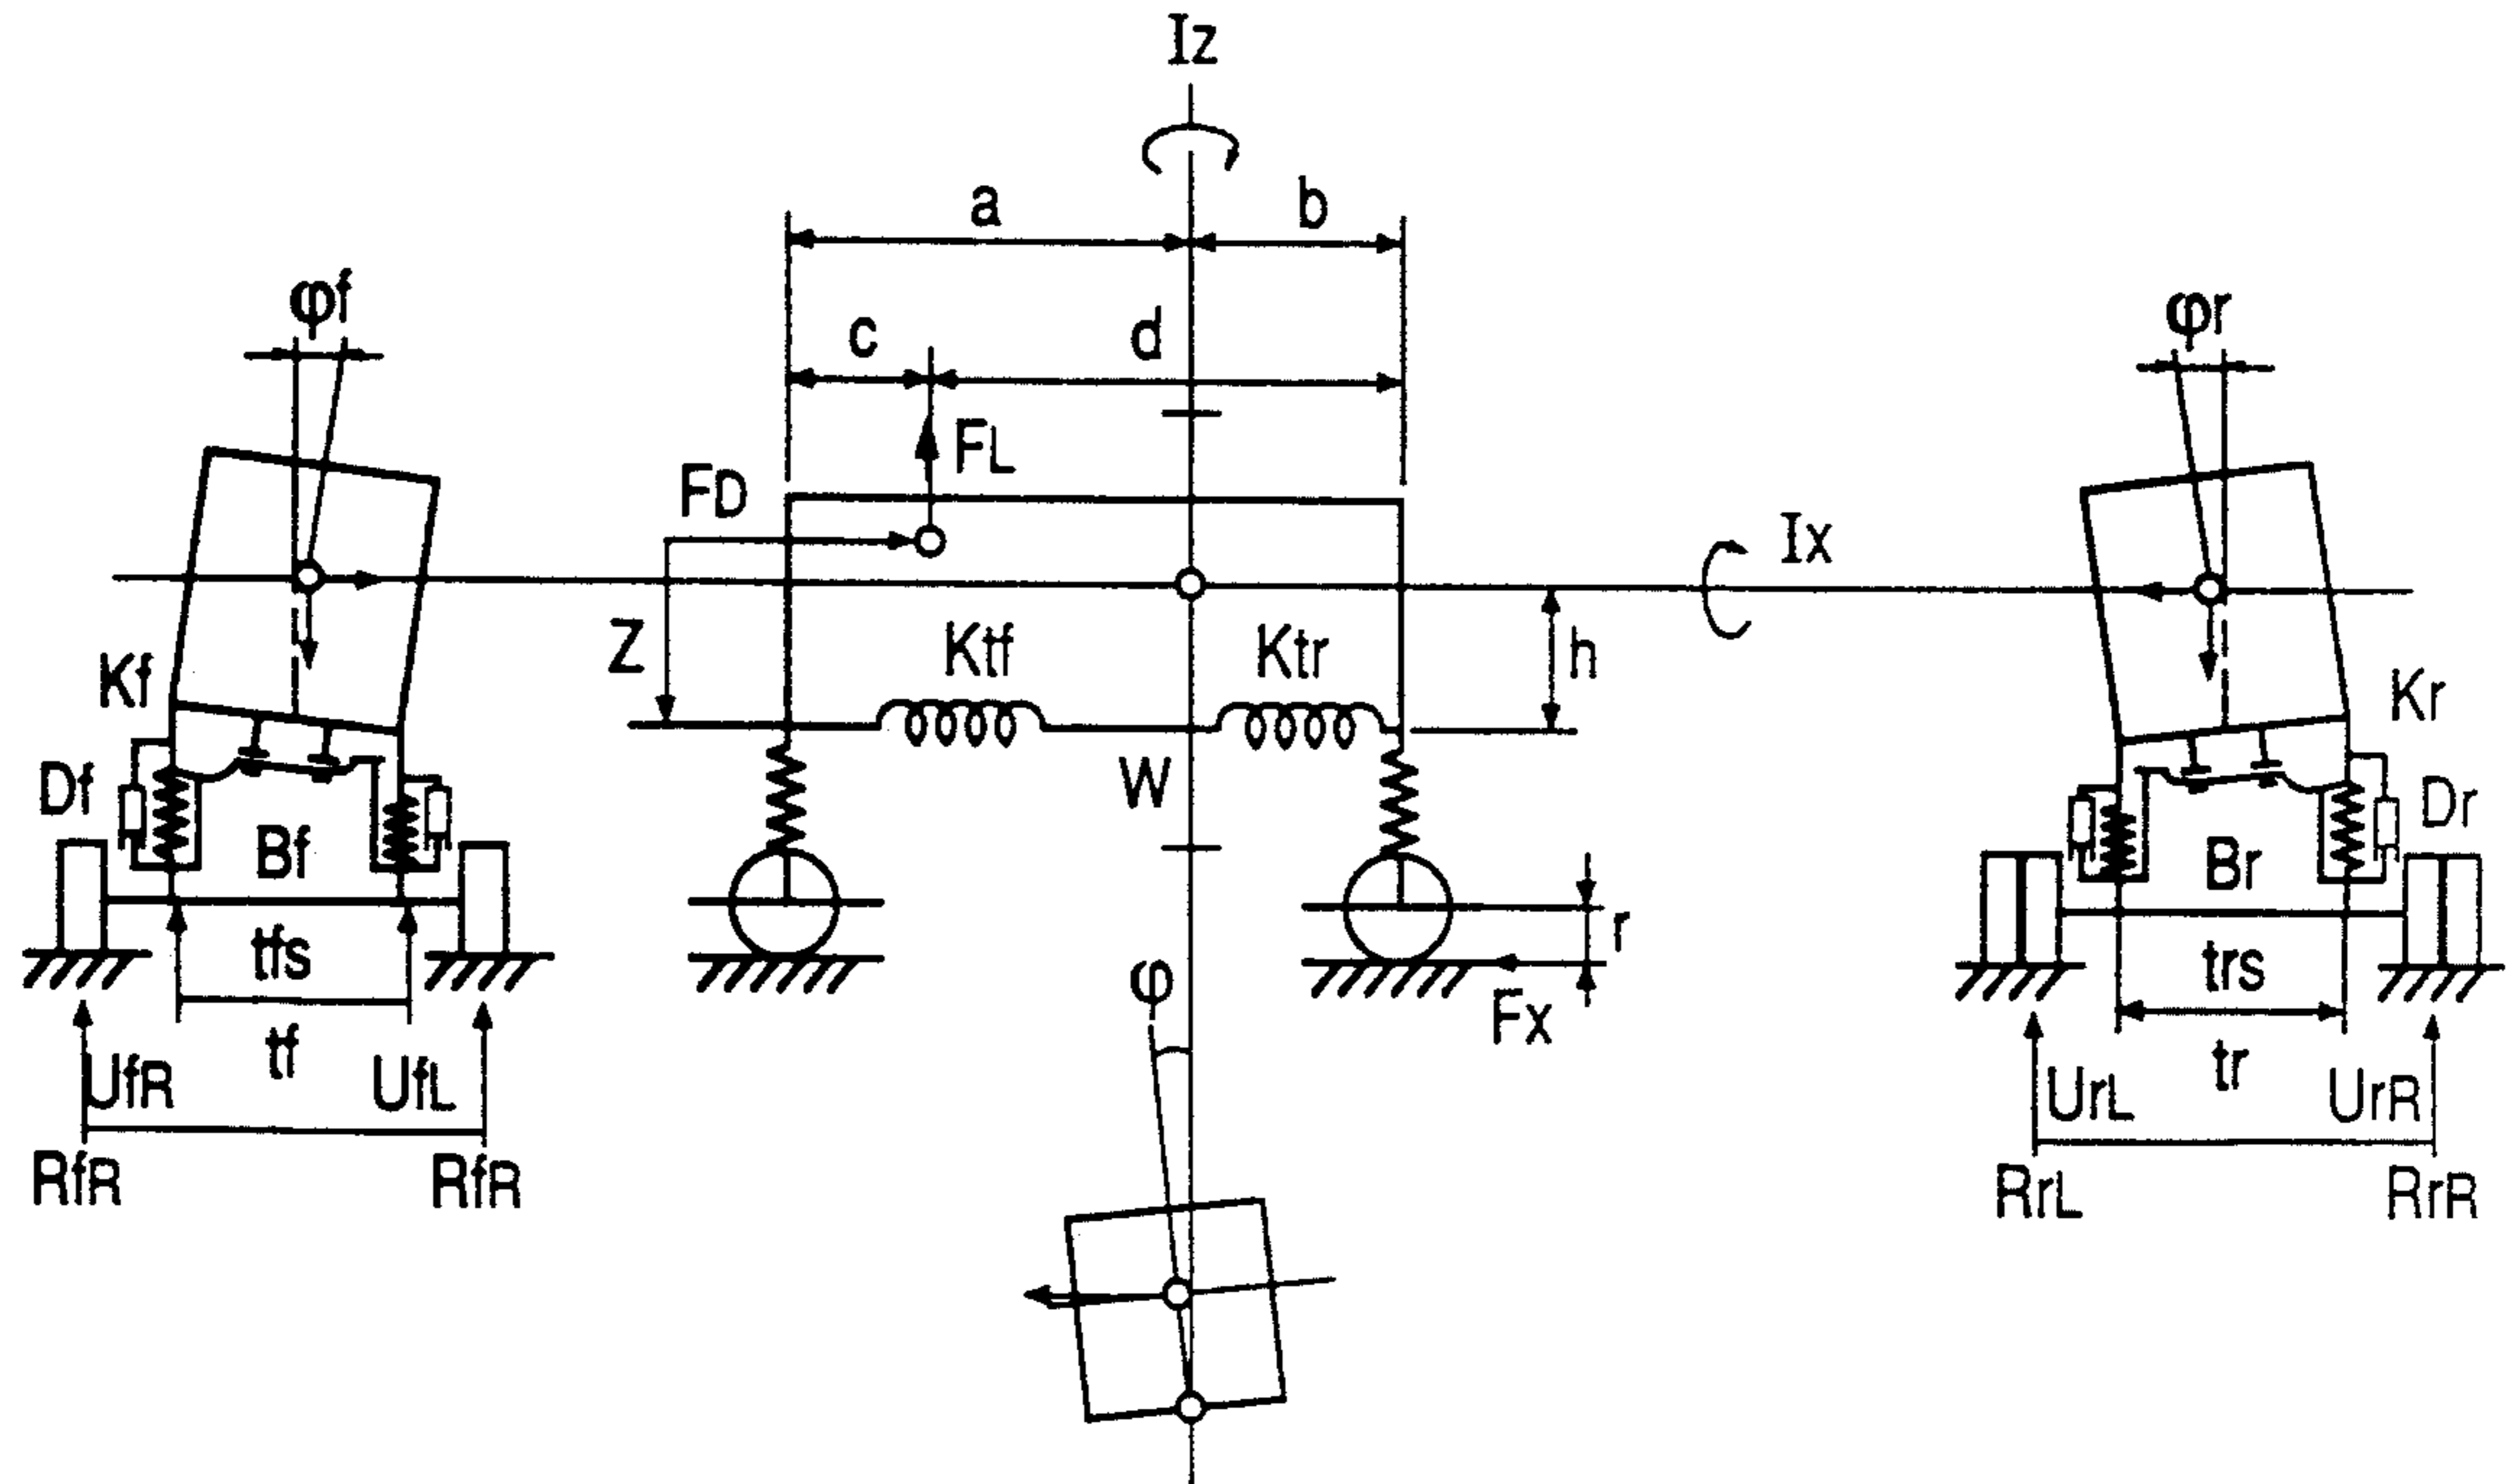 Iz
a b
φf c d φr
FL
FD
Ix
Z Ktf Ktr h
Kf Kr
Df W Dr
Bf Br
tfs φ r trs
Fx
tf tr
UfR UfL UrL UrR
RfR RfR RrL RrR